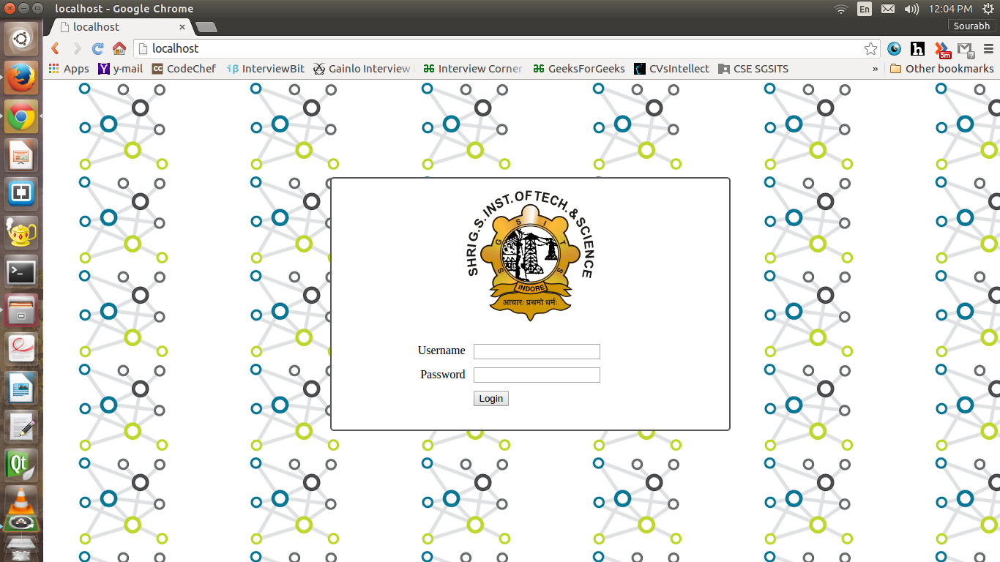 localhost - Google Chrome
En
12:04 PM
localhost
Sourabh
localhost
5m
?
Apps
y-mail
CodeChef
InterviewBit
Gainlo Interview
Interview Corner
GeeksForGeeks
CVsIntellect
CSE SGSITS
»
Other bookmarks
SHRI G.S. INST. OF TECH. & SCIENCE
S G S I T S
INDORE
आचारः प्रथमो धर्मः
Username
Password
Login